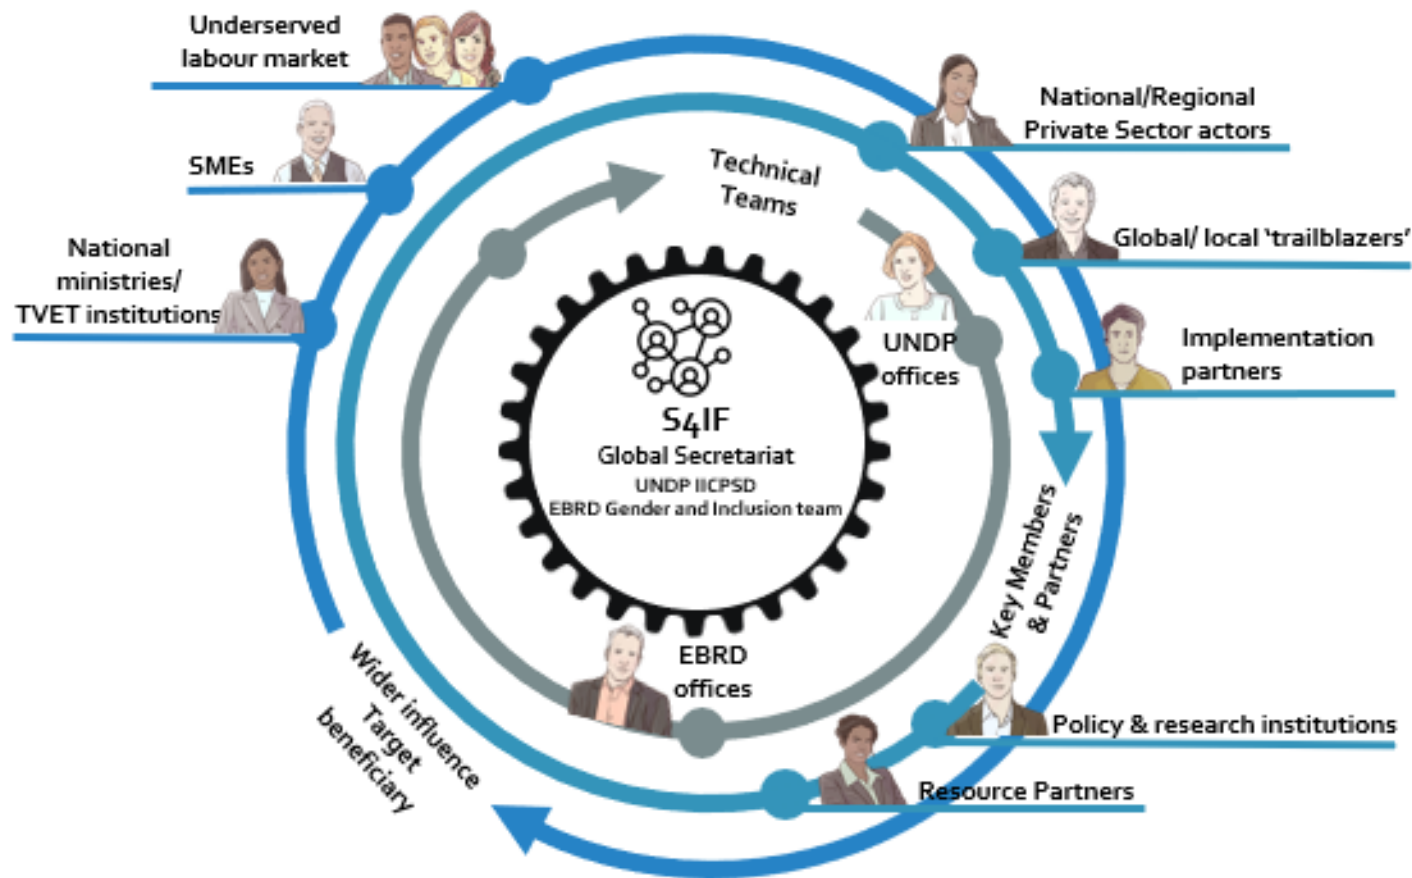 Underserved
labour market
SMEs
National
ministries/
TVET institutions
National/Regional
Private Sector actors
Global/ local ‘trailblazers’
Implementation
partners
Technical
Teams
UNDP
offices
S4IF
Global Secretariat
UNDP IICPSD
EBRD Gender and Inclusion team
EBRD
offices
Key Members
& Partners
Policy & research institutions
Resource Partners
Wider influence
Target
beneficiary